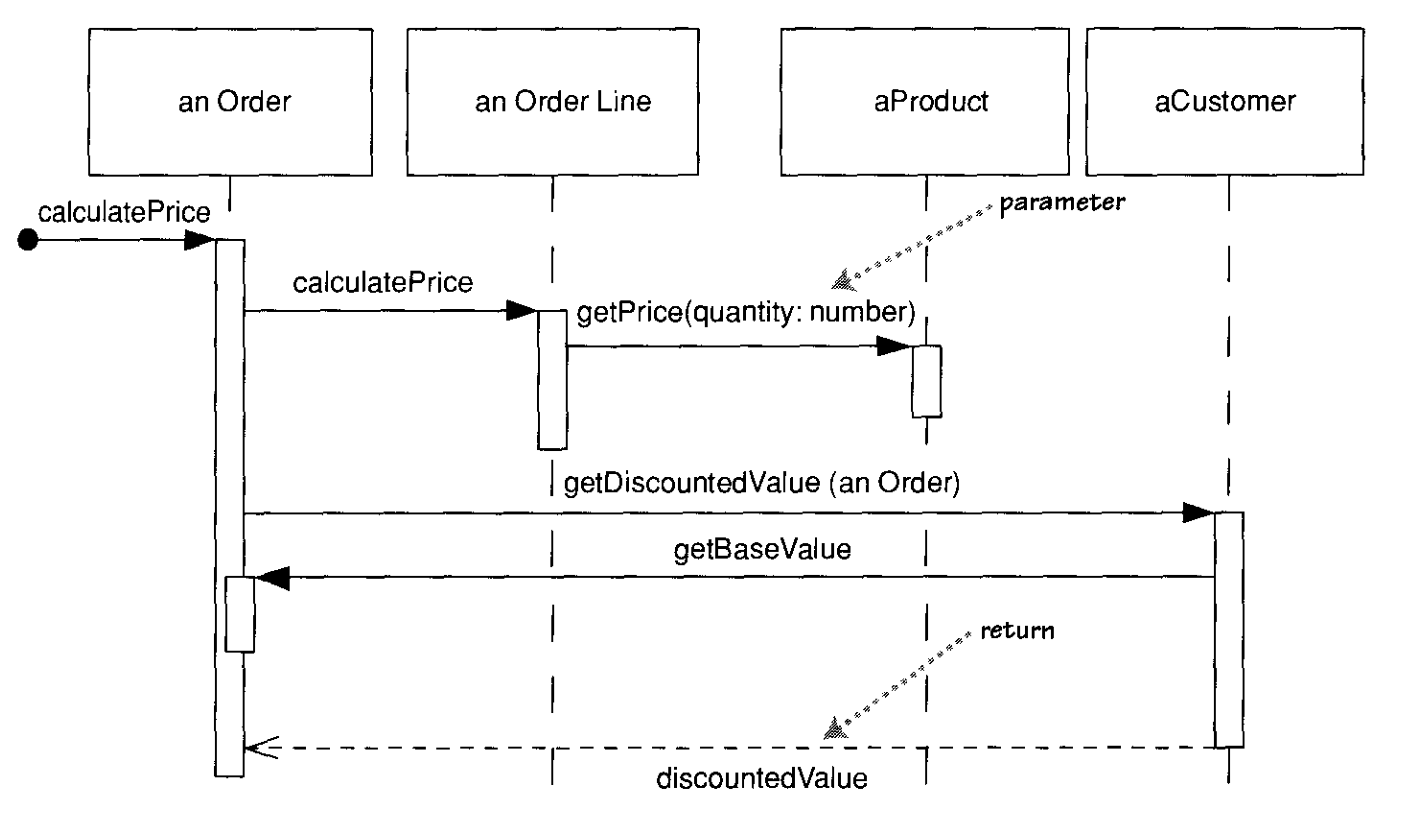 an Order
an Order Line
aProduct
aCustomer
calculatePrice
parameter
calculatePrice
getPrice(quantity: number)
getDiscountedValue (an Order)
getBaseValue
return
discountedValue